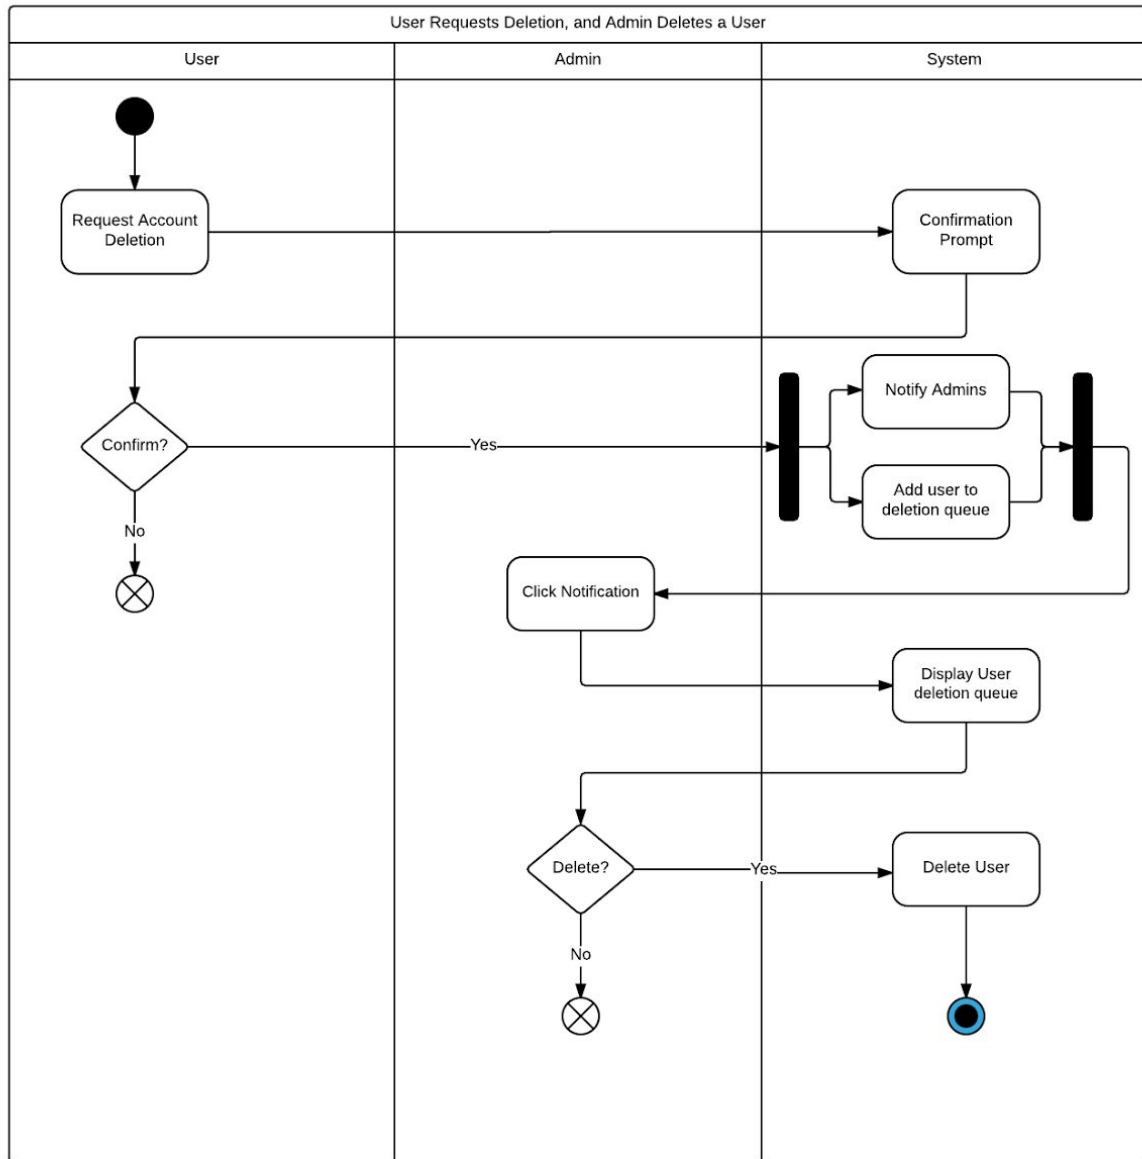 User Requests Deletion, and Admin Deletes a User
User
Admin
System
Request Account
Deletion
Confirmation
Prompt
Notify Admins
Confirm?
Yes
Add user to
deletion queue
No
Click Notification
Display User
deletion queue
Delete?
Yes
Delete User
No